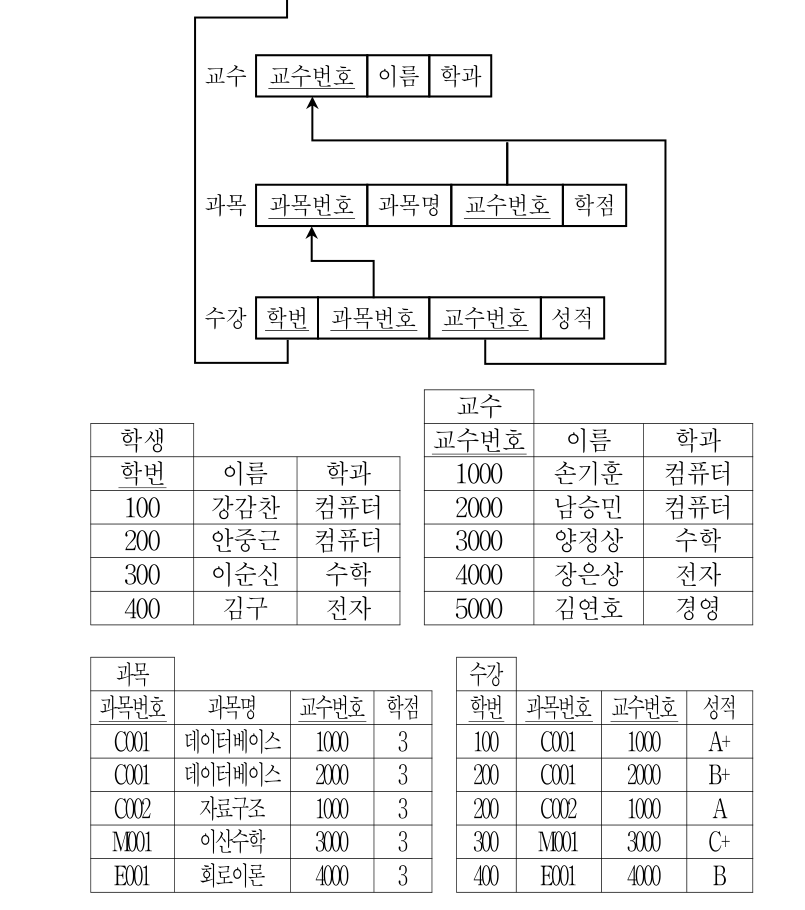 교수 교수번호 이름 학과
과목 과목번호 과목명 교수번호 학점
수강 학번 과목번호 교수번호 성적
학생
학번 이름 학과
100 강감찬 컴퓨터
200 안중근 컴퓨터
300 이순신 수학
400 김구 전자
교수
교수번호 이름 학과
1000 손기훈 컴퓨터
2000 남승민 컴퓨터
3000 양정상 수학
4000 장은상 전자
5000 김연호 경영
과목
과목번호 과목명 교수번호 학점
C001 데이터베이스 1000 3
C001 데이터베이스 2000 3
C002 자료구조 1000 3
M001 이산수학 3000 3
E001 회로이론 4000 3
수강
학번 과목번호 교수번호 성적
100 C001 1000 A+
200 C001 2000 B+
200 C002 1000 A
300 M001 3000 C+
400 E001 4000 B